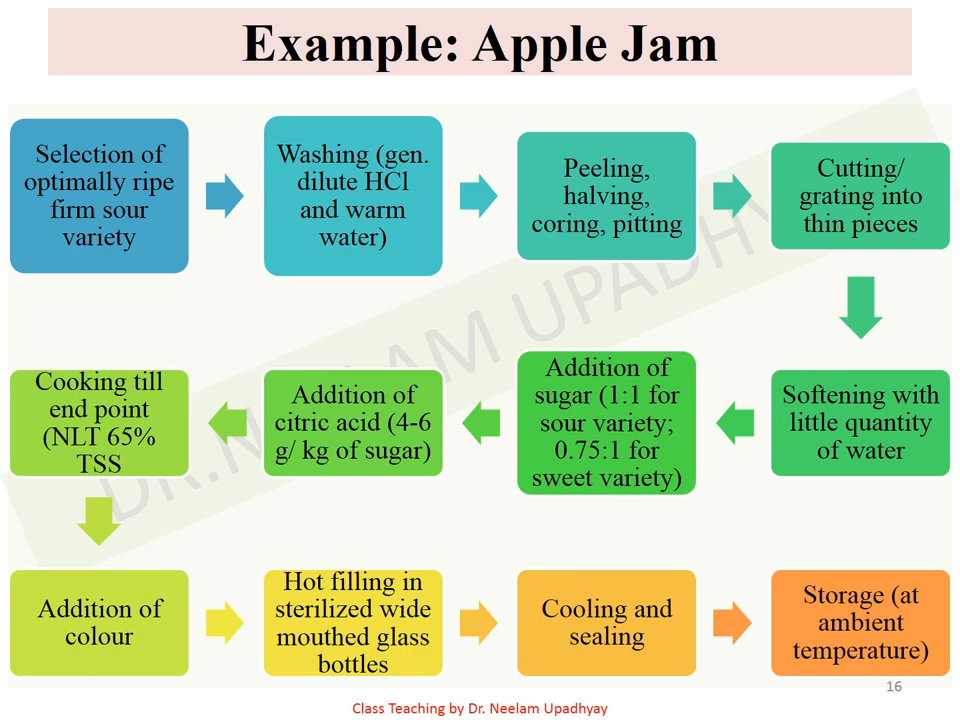 Example: Apple Jam
Selection of
optimally ripe
firm sour
variety
Washing (gen.
dilute HCl
and warm
water)
Peeling,
halving,
coring, pitting
Cutting/
grating into
thin pieces
Softening with
little quantity
of water
Addition of
sugar (1:1 for
sour variety;
0.75:1 for
sweet variety)
Addition of
citric acid (4-6
g/ kg of sugar)
Cooking till
end point
(NLT 65%
TSS
Addition of
colour
Hot filling in
sterilized wide
mouthed glass
bottles
Cooling and
sealing
Storage (at
ambient
temperature)
16
Class Teaching by Dr. Neelam Upadhyay